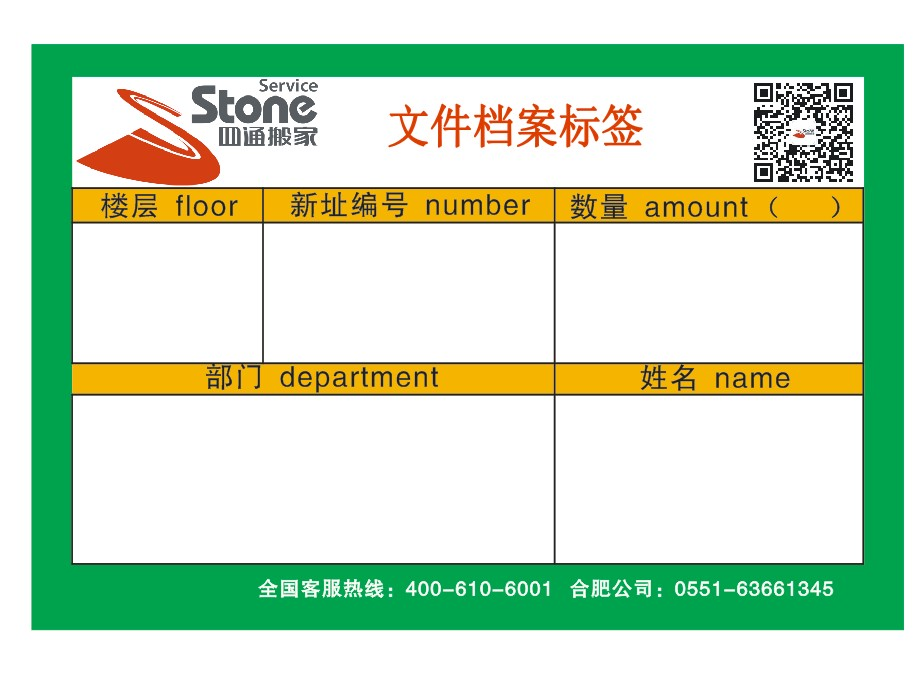 Service
Stone
四通搬家
文件档案标签
楼层 floor
新址编号 number
数量 amount（ ）
部门 department
姓名 name
全国客服热线：400-610-6001 合肥公司：0551-63661345